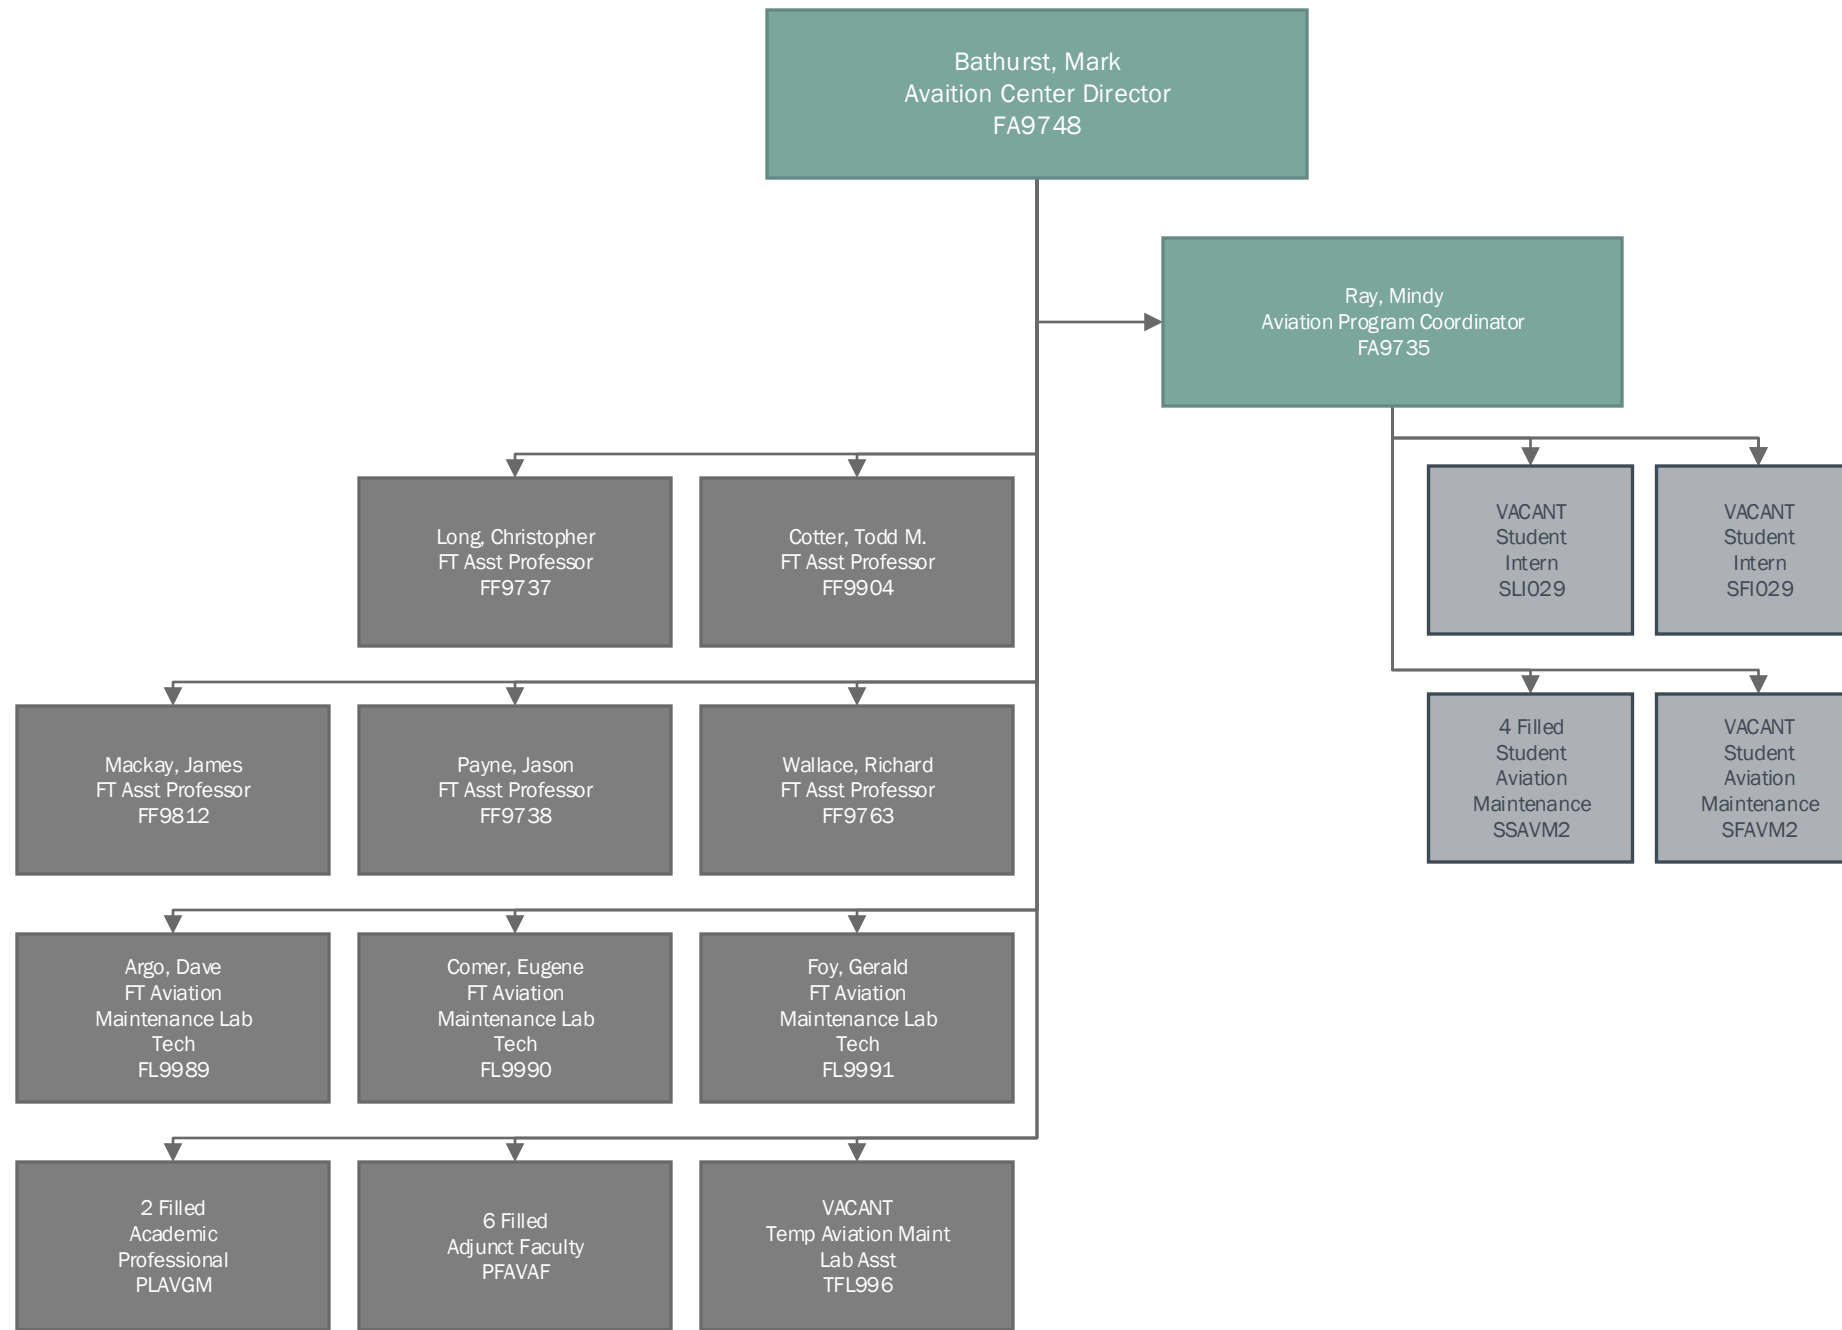 Bathurst, Mark
Avaition Center Director
FA9748
Ray, Mindy
Aviation Program Coordinator
FA9735
Long, Christopher
FT Asst Professor
FF9737
Cotter, Todd M.
FT Asst Professor
FF9904
VACANT
Student
Intern
SLI029
VACANT
Student
Intern
SFI029
Mackay, James
FT Asst Professor
FF9812
Payne, Jason
FT Asst Professor
FF9738
Wallace, Richard
FT Asst Professor
FF9763
4 Filled
Student
Aviation
Maintenance
SSAVM2
VACANT
Student
Aviation
Maintenance
SFAVM2
Argo, Dave
FT Aviation
Maintenance Lab
Tech
FL9989
Comer, Eugene
FT Aviation
Maintenance Lab
Tech
FL9990
Foy, Gerald
FT Aviation
Maintenance Lab
Tech
FL9991
2 Filled
Academic
Professional
PLAVGM
6 Filled
Adjunct Faculty
PFAVAF
VACANT
Temp Aviation Maint
Lab Asst
TFL996